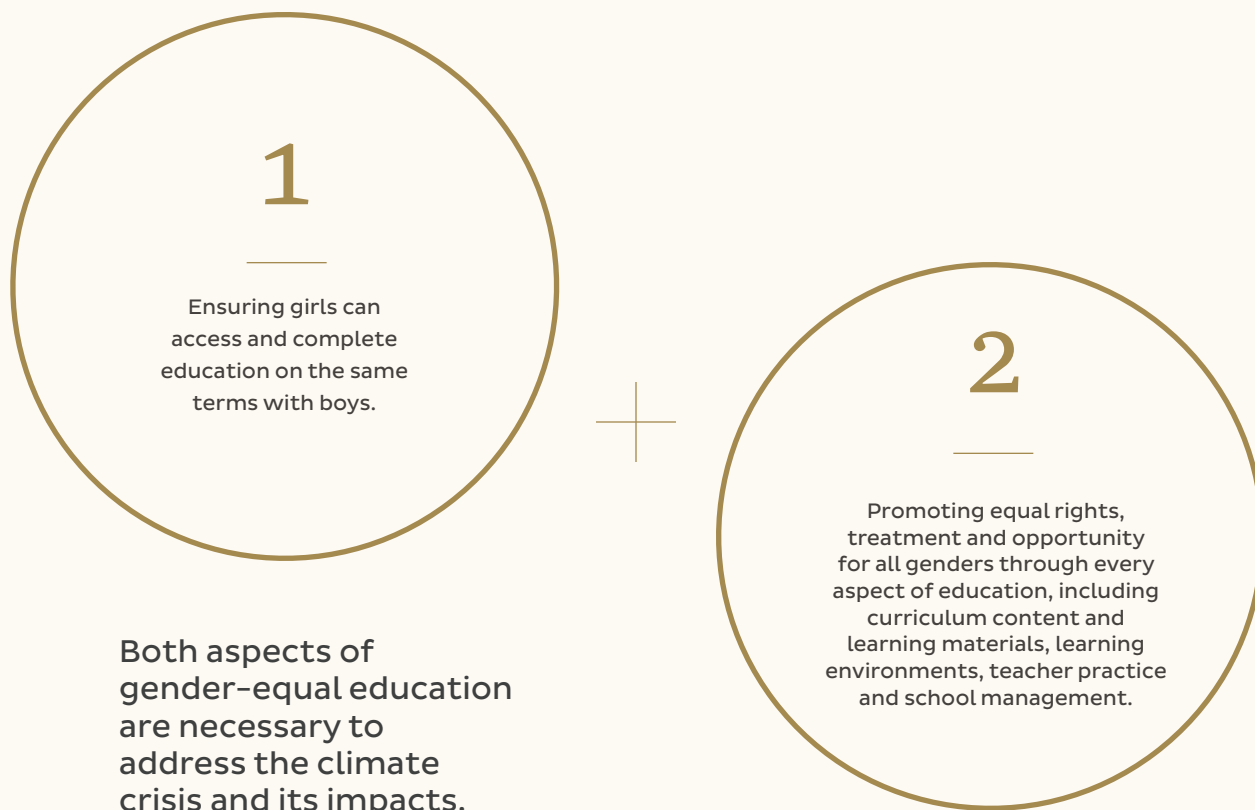 1
Ensuring girls can
access and complete
education on the same
terms with boys.
2
Promoting equal rights,
treatment and opportunity
for all genders through every
aspect of education, including
curriculum content and
learning materials, learning
environments, teacher practice
and school management.
Both aspects of
gender-equal education
are necessary to
address the climate
crisis and its impacts.